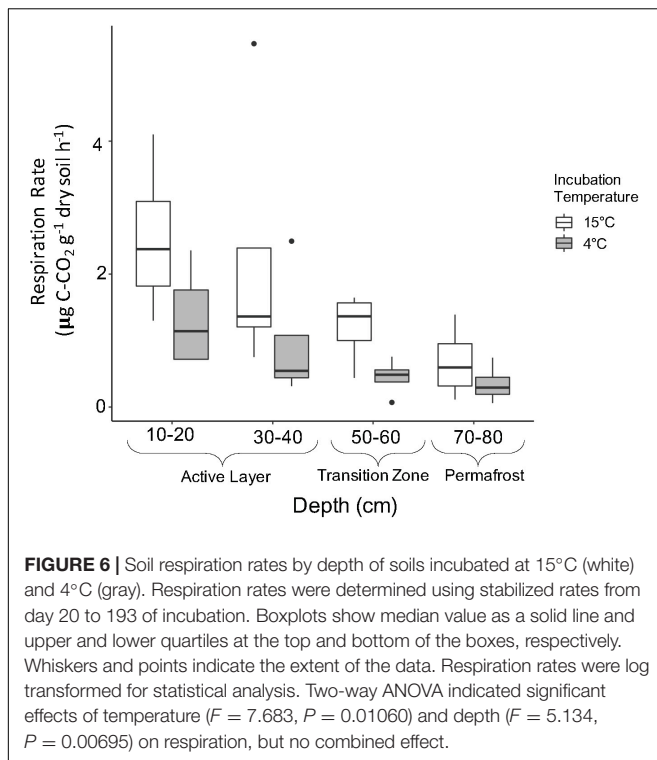 4
2
0
Respiration Rate
(µg C-CO₂ g⁻¹ dry soil h⁻¹)
Incubation
Temperature
15°C
4°C
10-20
30-40
50-60
70-80
Active Layer
Transition Zone
Permafrost
Depth (cm)
FIGURE 6 | Soil respiration rates by depth of soils incubated at 15°C (white)
and 4°C (gray). Respiration rates were determined using stabilized rates from
day 20 to 193 of incubation. Boxplots show median value as a solid line and
upper and lower quartiles at the top and bottom of the boxes, respectively.
Whiskers and points indicate the extent of the data. Respiration rates were log
transformed for statistical analysis. Two-way ANOVA indicated significant
effects of temperature (F = 7.683, P = 0.01060) and depth (F = 5.134,
P = 0.00695) on respiration, but no combined effect.